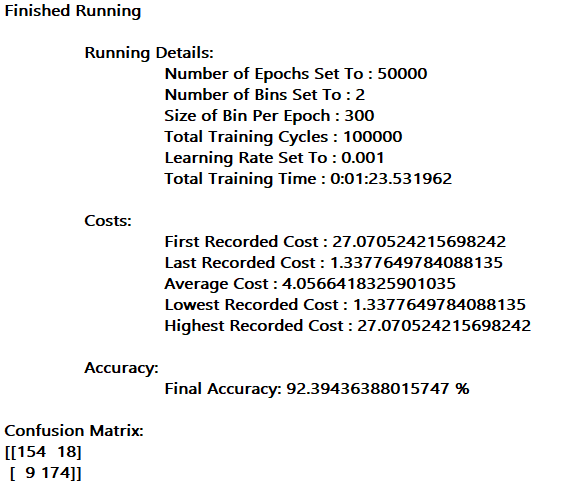 Finished Running
Running Details:
Number of Epochs Set To : 50000
Number of Bins Set To : 2
Size of Bin Per Epoch : 300
Total Training Cycles : 100000
Learning Rate Set To : 0.001
Total Training Time : 0:01:23.531962
Costs:
First Recorded Cost : 27.070524215698242
Last Recorded Cost : 1.3377649784088135
Average Cost : 4.0566418325901035
Lowest Recorded Cost : 1.3377649784088135
Highest Recorded Cost : 27.070524215698242
Accuracy:
Final Accuracy: 92.39436388015747 %
Confusion Matrix:
[[154  18]
[  9 174]]